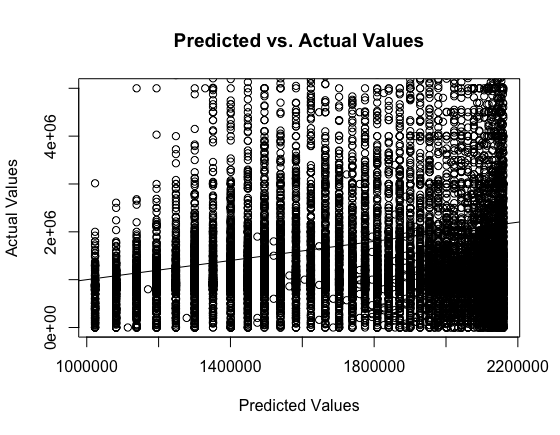 Predicted vs. Actual Values
Actual Values
4e+06
2e+06
0e+00
1000000 1400000 1800000 2200000
Predicted Values